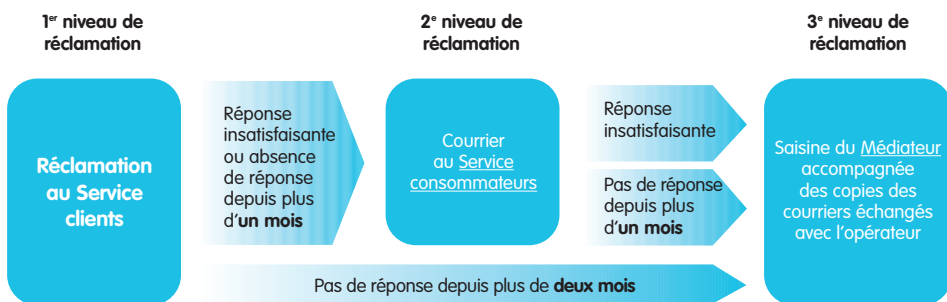 1er niveau de
réclamation
2e niveau de
réclamation
3e niveau de
réclamation
Réclamation
au Service
clients
Réponse
insatisfaisante
ou absence
de réponse
depuis plus
d'un mois
Courrier
au Service
consommateurs
Réponse
insatisfaisante
Pas de réponse
depuis plus
d'un mois
Saisine du Médiateur
accompagnée
des copies des
courriers échangés
avec l'opérateur
Pas de réponse depuis plus de deux mois